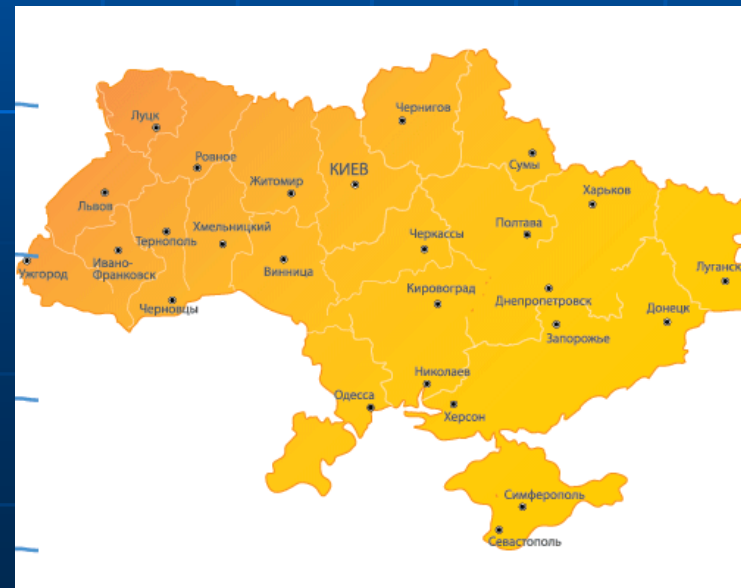 Чернигов
Луцк
Ровное
Сумы
КИЕВ
Житомир
Харьков
Львов
Полтава
Хмельницкий
Черкассы
Тернополь
Ивано-
Франковск
Винница
Луганск
Ужгород
Кировоград
Днепропетровск
Черновцы
Донецк
Запорожье
Николаев
Одесса
Херсон
Симферополь
Севастополь